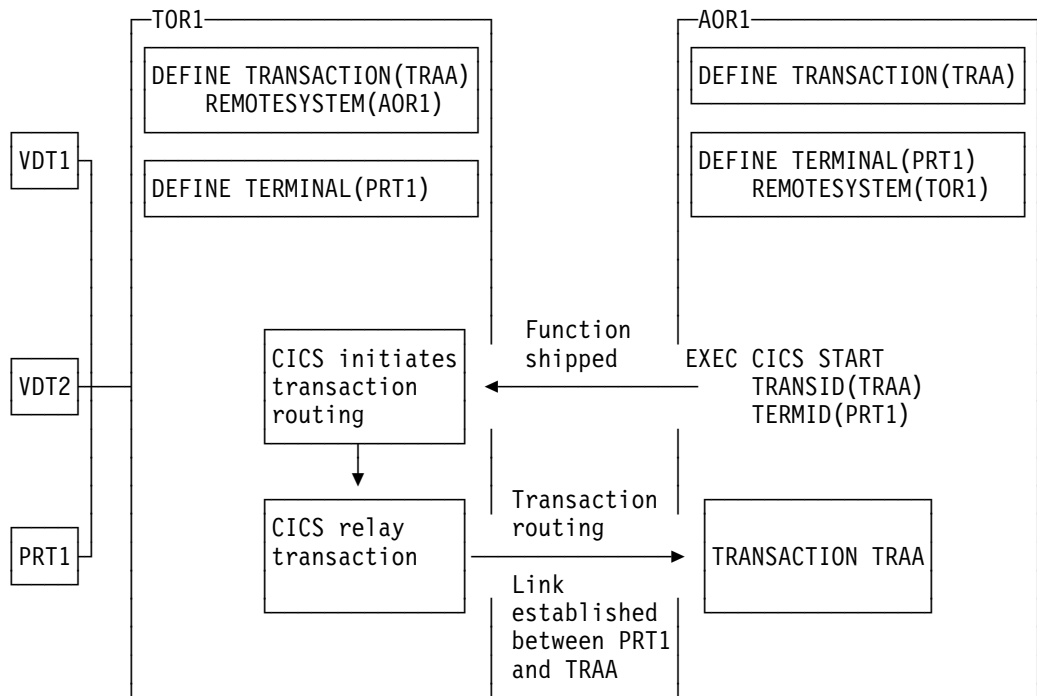 TOR1
AOR1
DEFINE TRANSACTION(TRAA)
REMOTESYSTEM(AOR1)
DEFINE TRANSACTION(TRAA)
VDT1
DEFINE TERMINAL(PRT1)
DEFINE TERMINAL(PRT1)
REMOTESYSTEM(TOR1)
VDT2
CICS initiates
transaction
routing
Function
shipped
EXEC CICS START
TRANSID(TRAA)
TERMID(PRT1)
PRT1
CICS relay
transaction
Transaction
routing
Link
established
between PRT1
and TRAA
TRANSACTION TRAA